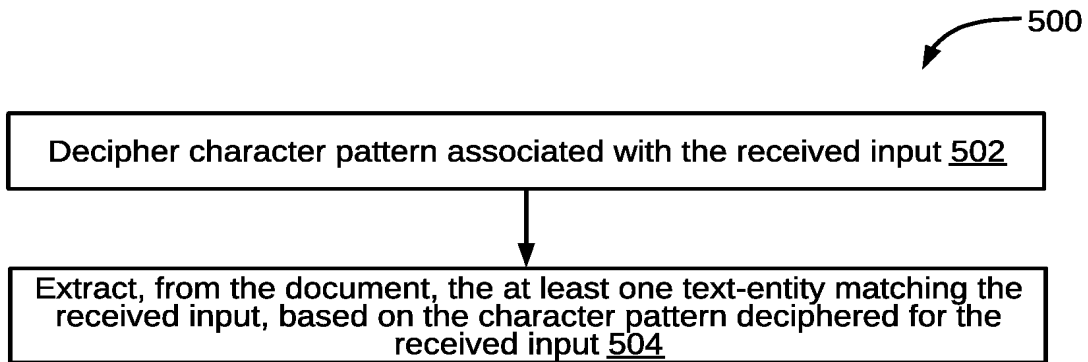 500
Decipher character pattern associated with the received input 502
Extract, from the document, the at least one text-entity matching the
received input, based on the character pattern deciphered for the
received input 504